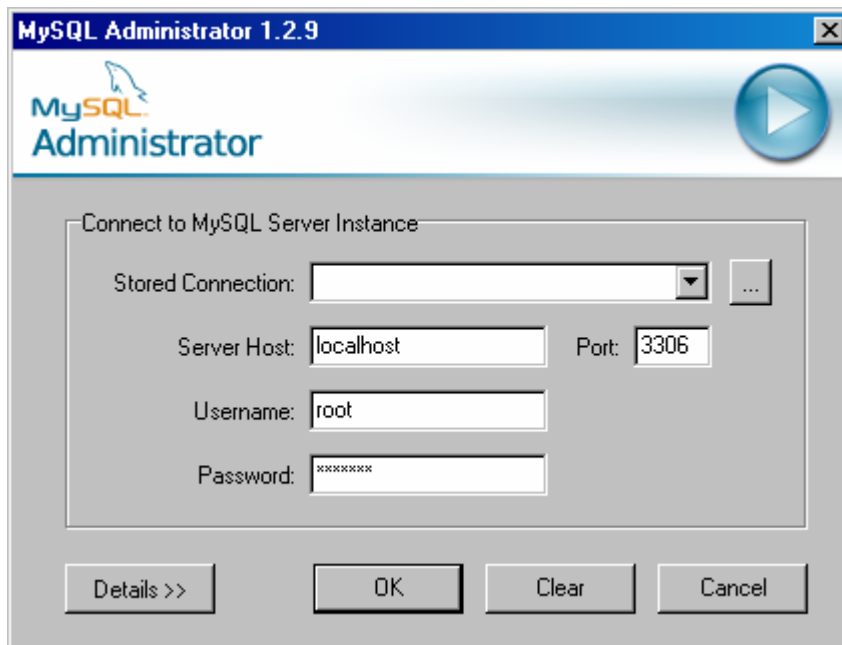 MySQL Administrator 1.2.9
MySQL
Administrator
Connect to MySQL Server Instance
Stored Connection:
...
Server Host: localhost Port: 3306
Username: root
Password: *******
Details >> OK Clear Cancel